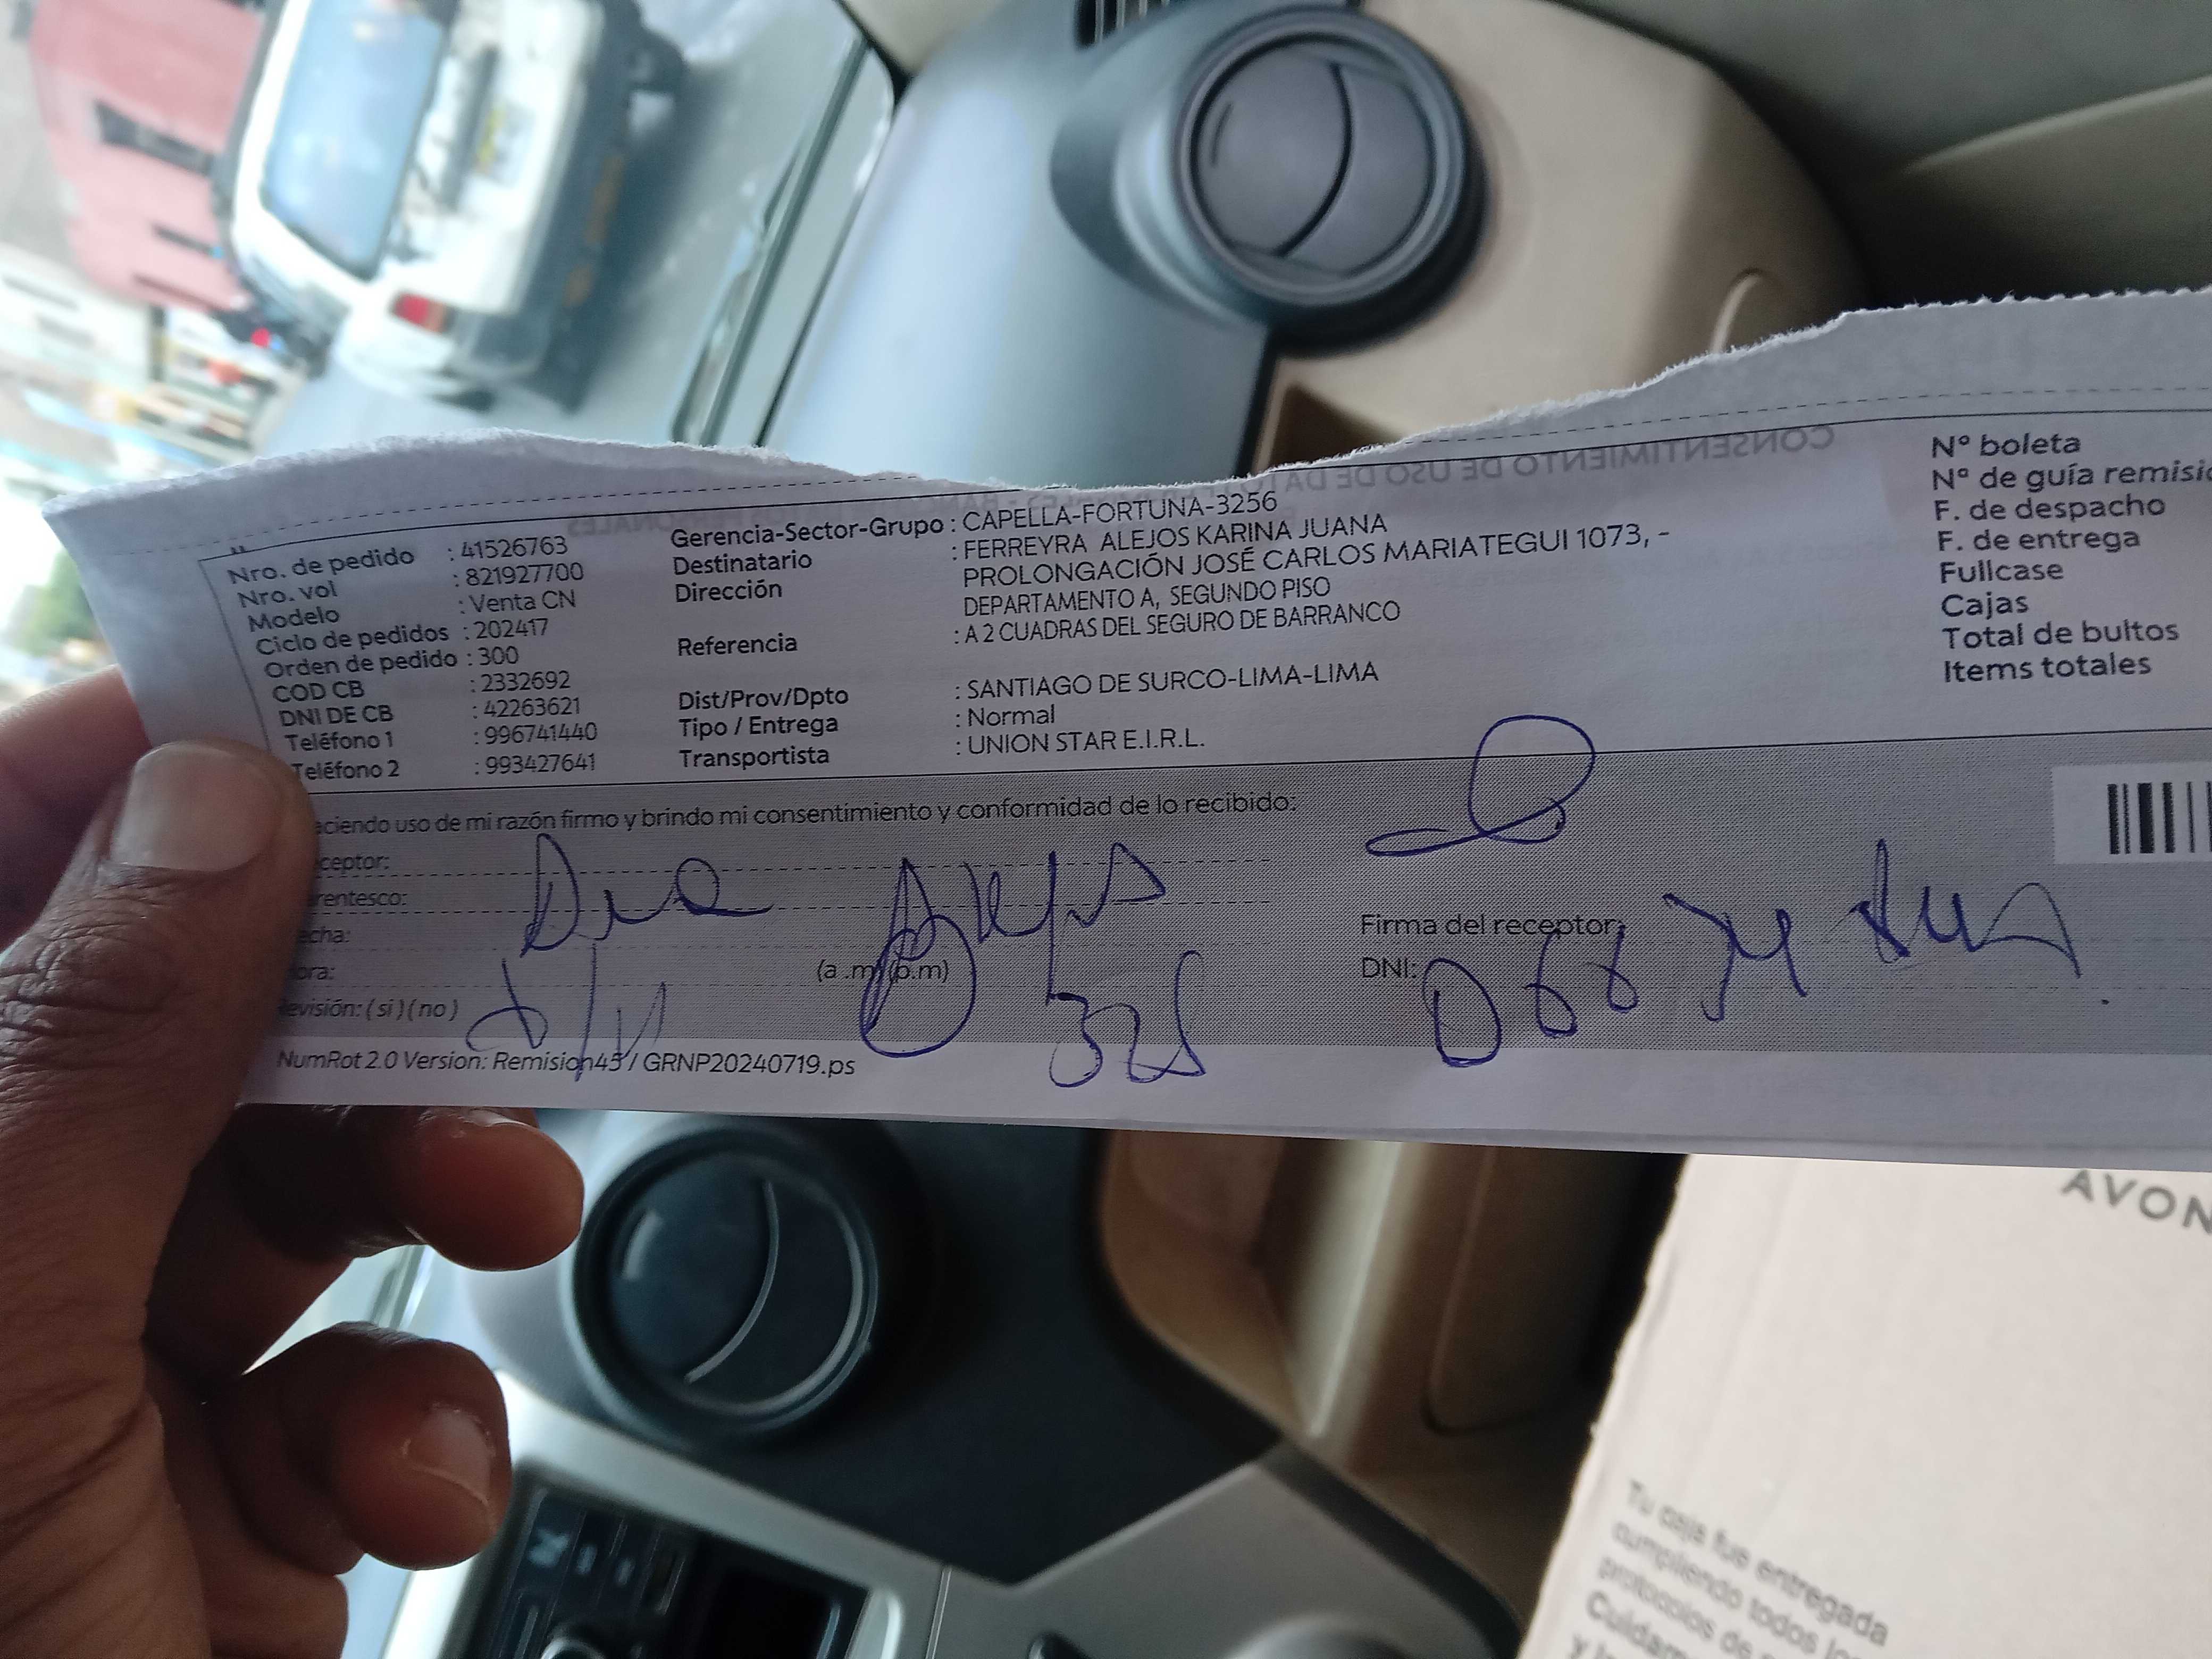 Nro. de pedido : 41526763
Nro. vol : 821927700
Modelo : Venta CN
Ciclo de pedidos : 202417
Orden de pedido : 300
COD CB : 2332692
DNI DE CB : 42263621
Teléfono 1 : 996741440
Teléfono 2 : 993427641
Gerencia-Sector-Grupo : CAPELLA-FORTUNA-3256
Destinatario : FERREYRA ALEJOS KARINA JUANA
Dirección PROLONGACIÓN JOSÉ CARLOS MARIATEGUI 1073, -
DEPARTAMENTO A, SEGUNDO PISO
Referencia : A 2 CUADRAS DEL SEGURO DE BARRANCO
Dist/Prov/Dpto : SANTIAGO DE SURCO-LIMA-LIMA
Tipo / Entrega : Normal
Transportista : UNION STAR E.I.R.L.
Nº boleta
Nº de guía remisi
F. de despacho
F. de entrega
Fullcase
Cajas
Total de bultos
Items totales
aciendo uso de mi razón firmo y brindo mi consentimiento y conformidad de lo recibido:
ceptor:
rentesco:
echa:
ora: (a .m) (p.m)
evisión: ( si ) ( no )
Firma del receptor:
DNI:
NumRot 2.0 Version: Remision45 / GRNP20240719.ps
AVON
Tu caja fue entregada
cumpliendo todos los
protocolos de